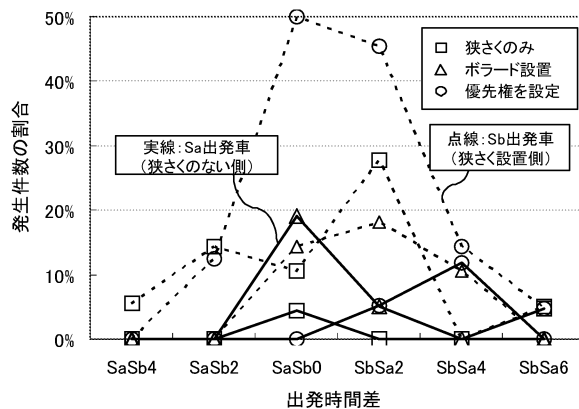 50%
40%
30%
20%
10%
0%
発生件数の割合
狭さくのみ
ボラード設置
優先権を設定
実線：Sa出発車
（狭さくのない側）
点線：Sb出発車
（狭さく設置側）
SaSb4 SaSb2 SaSb0 SbSa2 SbSa4 SbSa6
出発時間差